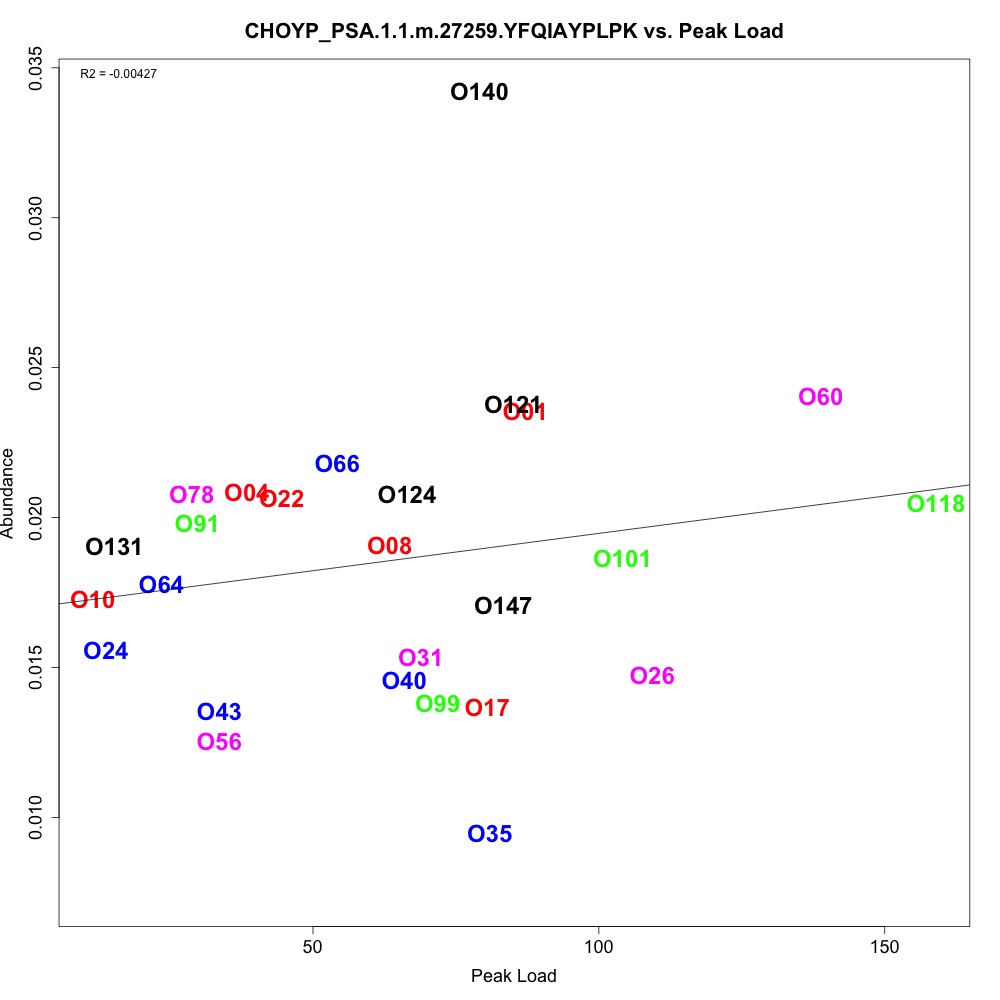 CHOYP_PSA.1.1.m.27259.YFQIAYPLPK vs. Peak Load
R2 = -0.00427
0.035
0.030
0.025
0.020
0.015
0.010
Abundance
O140
O60
O121
O01
O66
O78
O04
O22
O124
O118
O91
O131
O08
O101
O64
O10
O147
O24
O31
O26
O40
O99
O17
O43
O56
O35
50
100
150
Peak Load